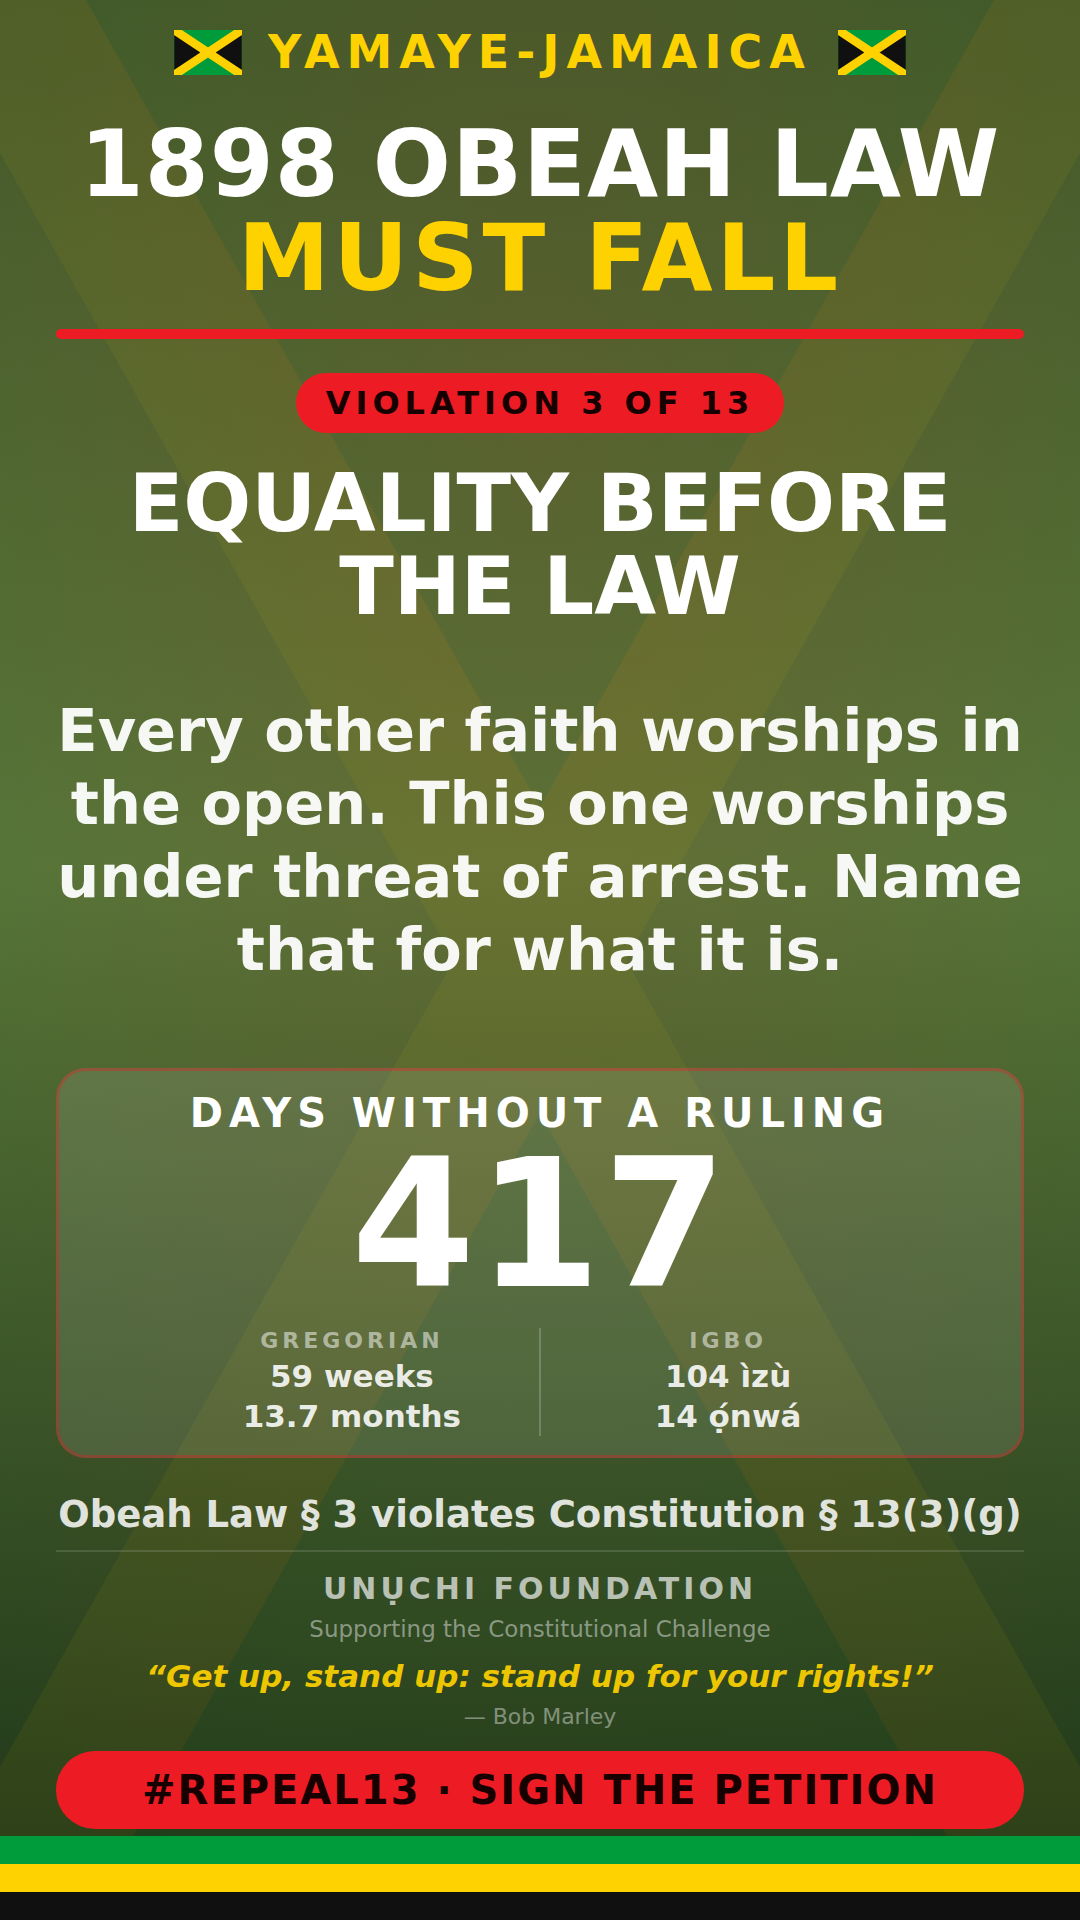 YAMAYE-JAMAICA
1898 OBEAH LAW
MUST FALL
VIOLATION 3 OF 13
EQUALITY BEFORE
THE LAW
Every other faith worships in
the open. This one worships
under threat of arrest. Name
that for what it is.
DAYS WITHOUT A RULING
417
GREGORIAN
59 weeks
13.7 months
IGBO
104 ìzù
14 ọ́nwá
Obeah Law § 3 violates Constitution § 13(3)(g)
UNỤCHI FOUNDATION
Supporting the Constitutional Challenge
“Get up, stand up: stand up for your rights!”
— Bob Marley
#REPEAL13 · SIGN THE PETITION